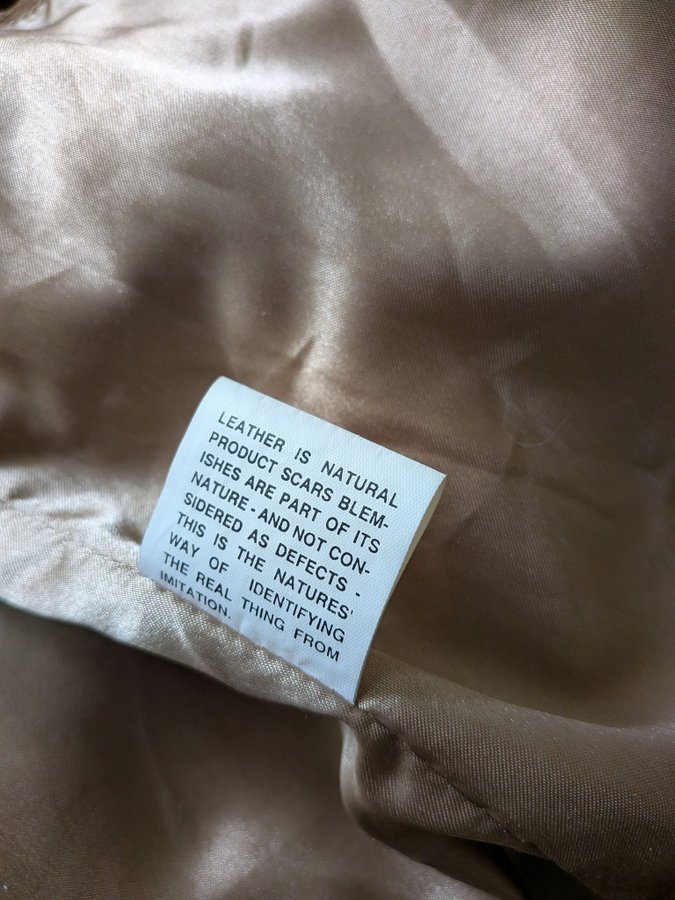 LEATHER IS NATURAL
PRODUCT SCARS BLEM-
ISHES ARE PART OF ITS
NATURE - AND NOT CON-
SIDERED AS DEFECTS -
THIS IS THE NATURES'
WAY OF IDENTIFYING
THE REAL THING FROM
IMITATION.